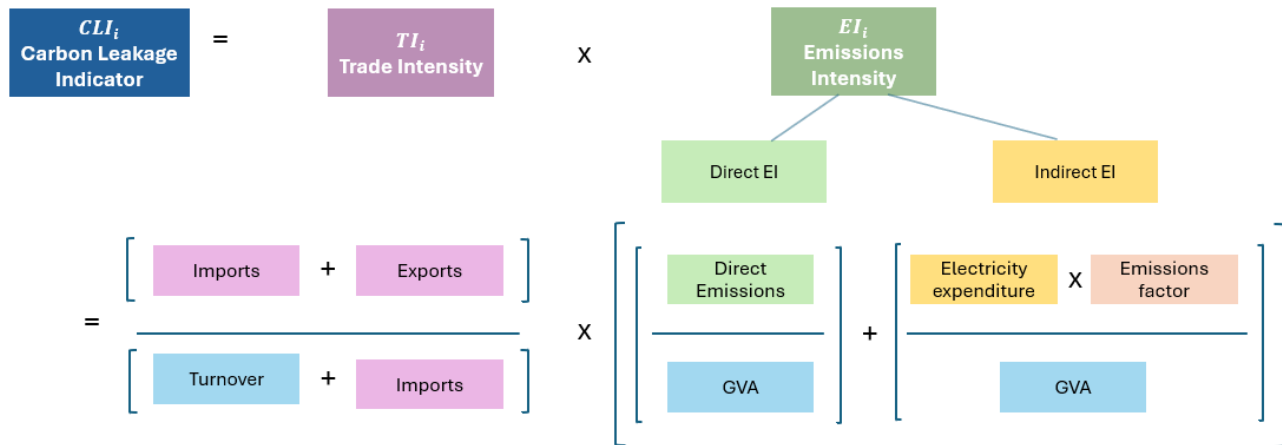 CLIᵢ
Carbon Leakage
Indicator
=
TIᵢ
Trade Intensity
X
EIᵢ
Emissions
Intensity
Direct EI
Indirect EI
[ Imports + Exports ]
=
[ Turnover + Imports ]
X
[
[ Direct
Emissions
GVA ]
+
[ Electricity
expenditure
X
Emissions
factor
GVA ]
]